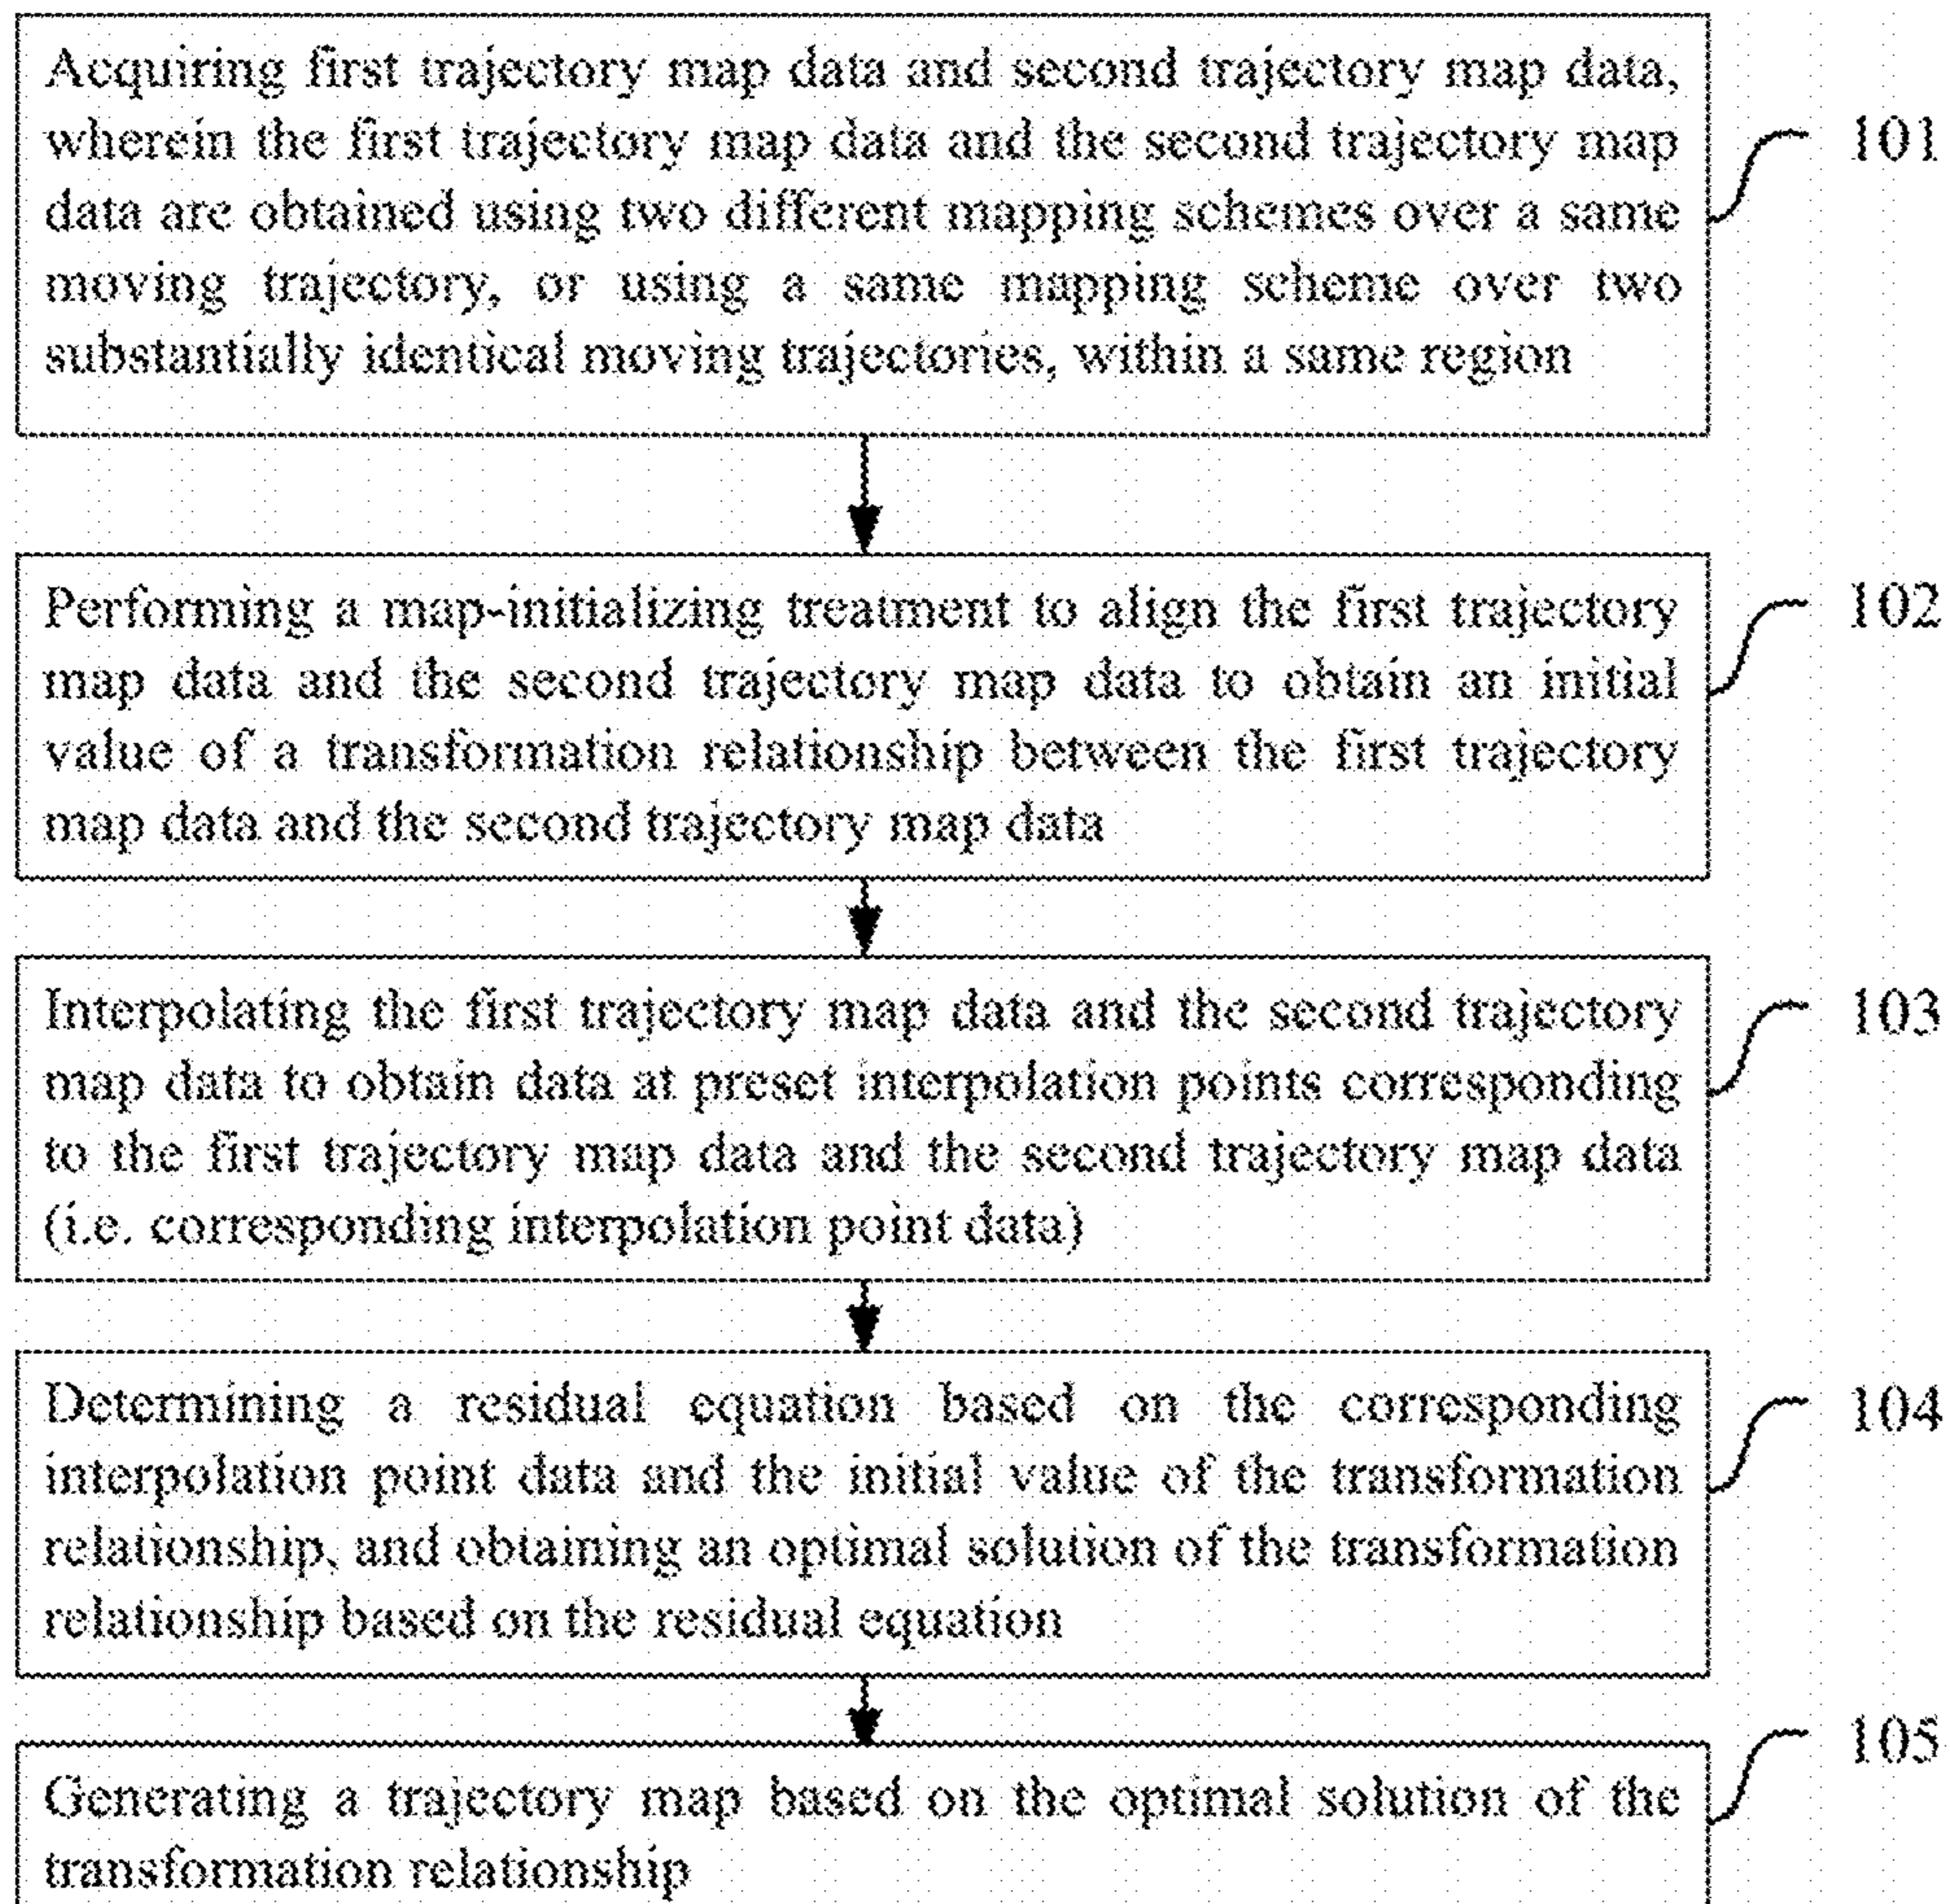 Acquiring first trajectory map data and second trajectory map data,
wherein the first trajectory map data and the second trajectory map
data are obtained using two different mapping schemes over a same
moving trajectory, or using a same mapping scheme over two
substantially identical moving trajectories, within a same region
101
Performing a map-initializing treatment to align the first trajectory
map data and the second trajectory map data to obtain an initial
value of a transformation relationship between the first trajectory
map data and the second trajectory map data
102
Interpolating the first trajectory map data and the second trajectory
map data to obtain data at preset interpolation points corresponding
to the first trajectory map data and the second trajectory map data
(i.e. corresponding interpolation point data)
103
Determining a residual equation based on the corresponding
interpolation point data and the initial value of the transformation
relationship, and obtaining an optimal solution of the transformation
relationship based on the residual equation
104
Generating a trajectory map based on the optimal solution of the
transformation relationship
105